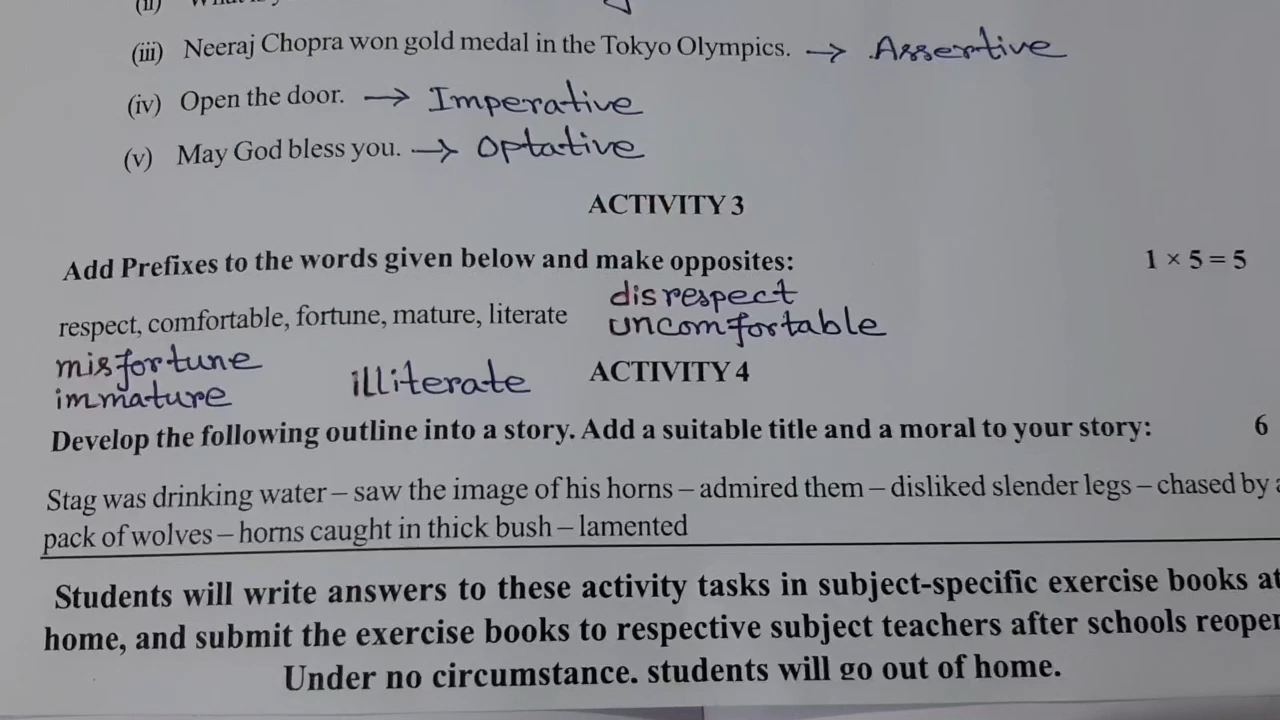 (ii)
(iii) Neeraj Chopra won gold medal in the Tokyo Olympics. → Assertive
(iv) Open the door. → Imperative
(v) May God bless you. → Optative
ACTIVITY 3
Add Prefixes to the words given below and make opposites: 1 × 5 = 5
respect, comfortable, fortune, mature, literate disrespect
uncomfortable
misfortune
immature illiterate
ACTIVITY 4
Develop the following outline into a story. Add a suitable title and a moral to your story: 6
Stag was drinking water – saw the image of his horns – admired them – disliked slender legs – chased by a
pack of wolves – horns caught in thick bush – lamented
Students will write answers to these activity tasks in subject-specific exercise books at
home, and submit the exercise books to respective subject teachers after schools reopen
Under no circumstance. students will go out of home.